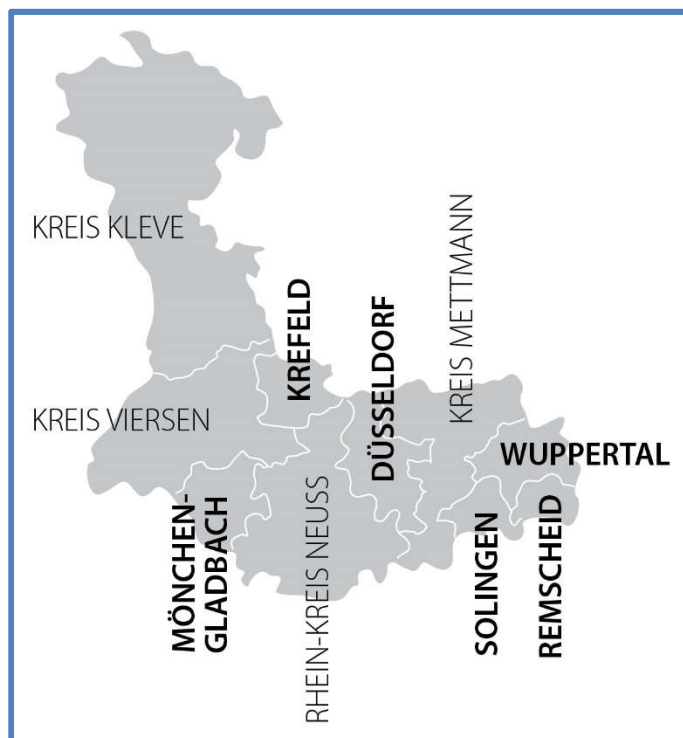 KREIS KLEVE
KREIS METTMANN
KREFELD
DÜSSELDORF
KREIS VIERSEN
WUPPERTAL
MÖNCHEN-
GLADBACH
RHEIN-KREIS NEUSS
SOLINGEN
REMSCHEID